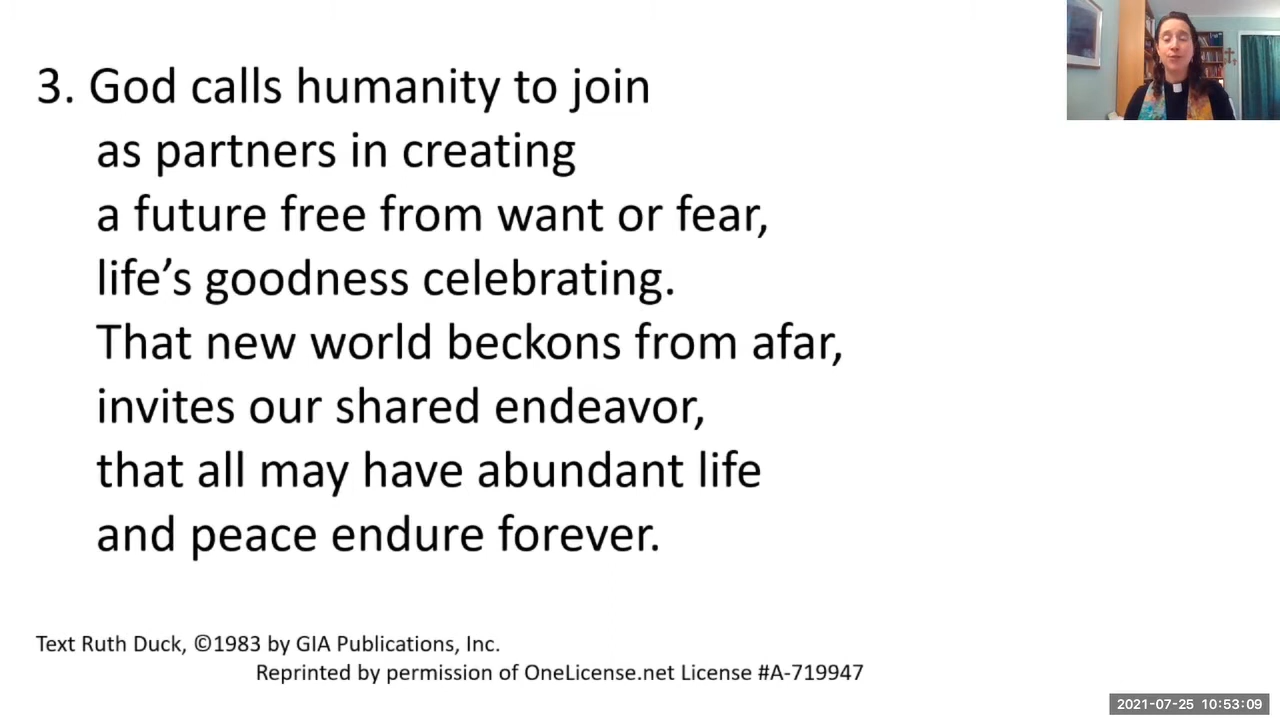 3. God calls humanity to join
as partners in creating
a future free from want or fear,
life’s goodness celebrating.
That new world beckons from afar,
invites our shared endeavor,
that all may have abundant life
and peace endure forever.
Text Ruth Duck, ©1983 by GIA Publications, Inc.
Reprinted by permission of OneLicense.net License #A-719947
2021-07-25 10:53:09